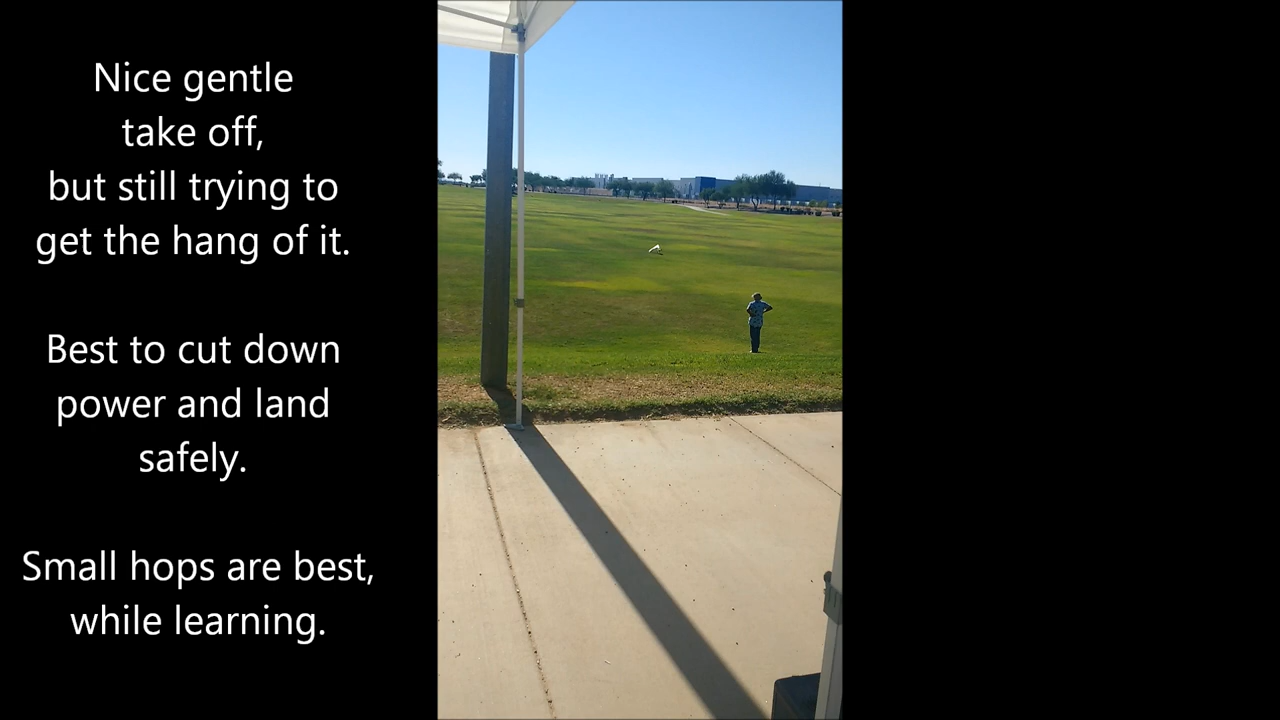 Nice gentle
take off,
but still trying to
get the hang of it.
Best to cut down
power and land
safely.
Small hops are best,
while learning.